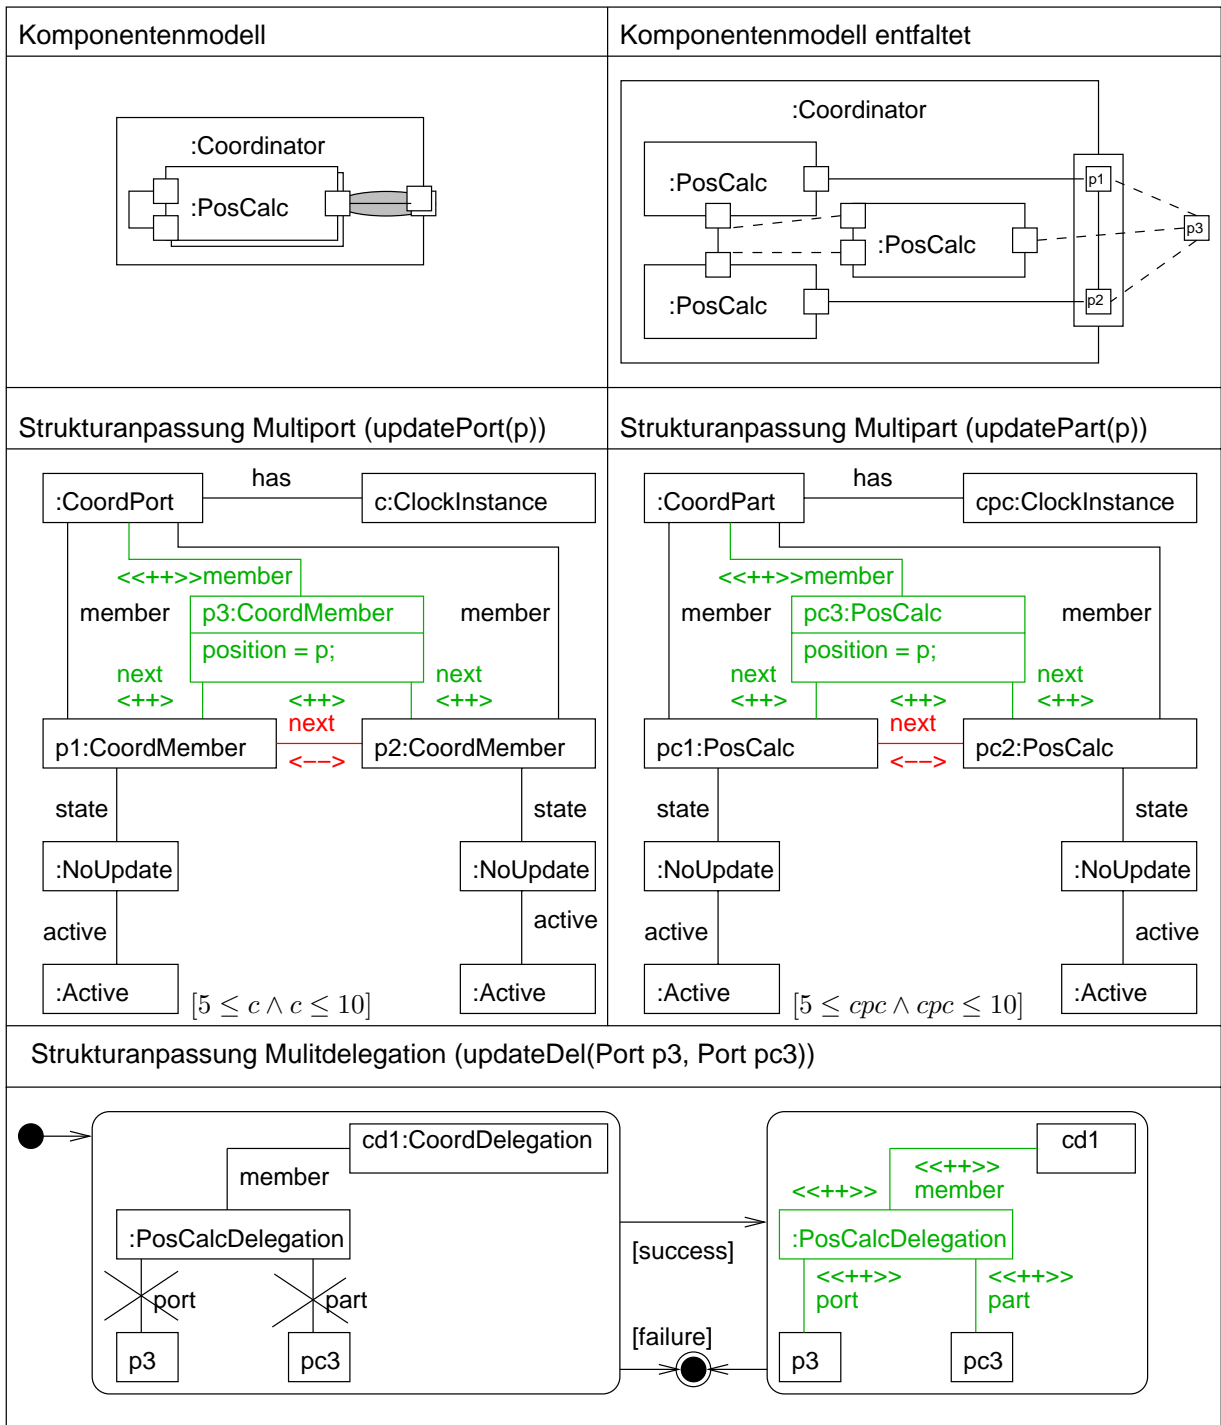 Komponentenmodell
:Coordinator
:PosCalc
Komponentenmodell entfaltet
:Coordinator
:PosCalc
p1
p3
:PosCalc
:PosCalc
p2
Strukturanpassung Multiport (updatePort(p))
has
:CoordPort
c:ClockInstance
<<++>>member
member
p3:CoordMember
member
position = p;
next
next
<++>
<++>
<++>
next
p1:CoordMember
p2:CoordMember
<-->
state
state
:NoUpdate
:NoUpdate
active
active
:Active
:Active
[5 ≤ c ∧ c ≤ 10]
Strukturanpassung Multipart (updatePart(p))
has
:CoordPart
cpc:ClockInstance
<<++>>member
member
pc3:PosCalc
member
position = p;
next
next
<++>
<++>
<++>
next
pc1:PosCalc
pc2:PosCalc
<-->
state
state
:NoUpdate
:NoUpdate
active
active
:Active
:Active
[5 ≤ cpc ∧ cpc ≤ 10]
Strukturanpassung Mulitdelegation (updateDel(Port p3, Port pc3))
cd1:CoordDelegation
member
:PosCalcDelegation
port
part
p3
pc3
[success]
[failure]
cd1
<<++>>
member
<<++>>
:PosCalcDelegation
<<++>>
port
<<++>>
part
p3
pc3